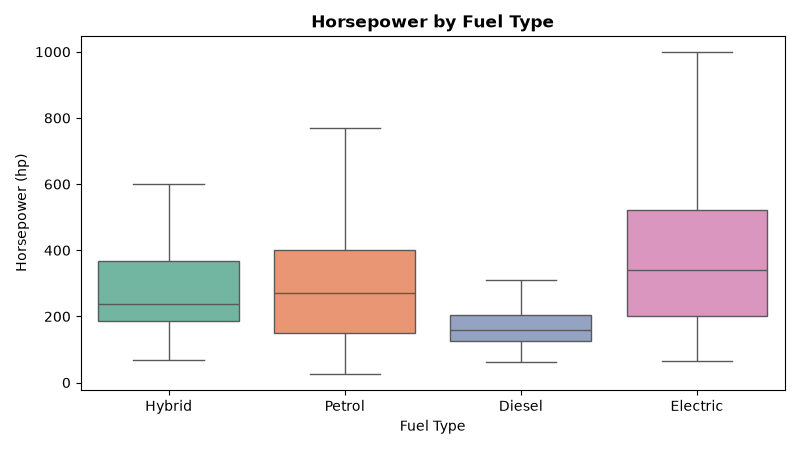 Horsepower by Fuel Type
Horsepower (hp)
1000
800
600
400
200
0
Hybrid Petrol Diesel Electric
Fuel Type